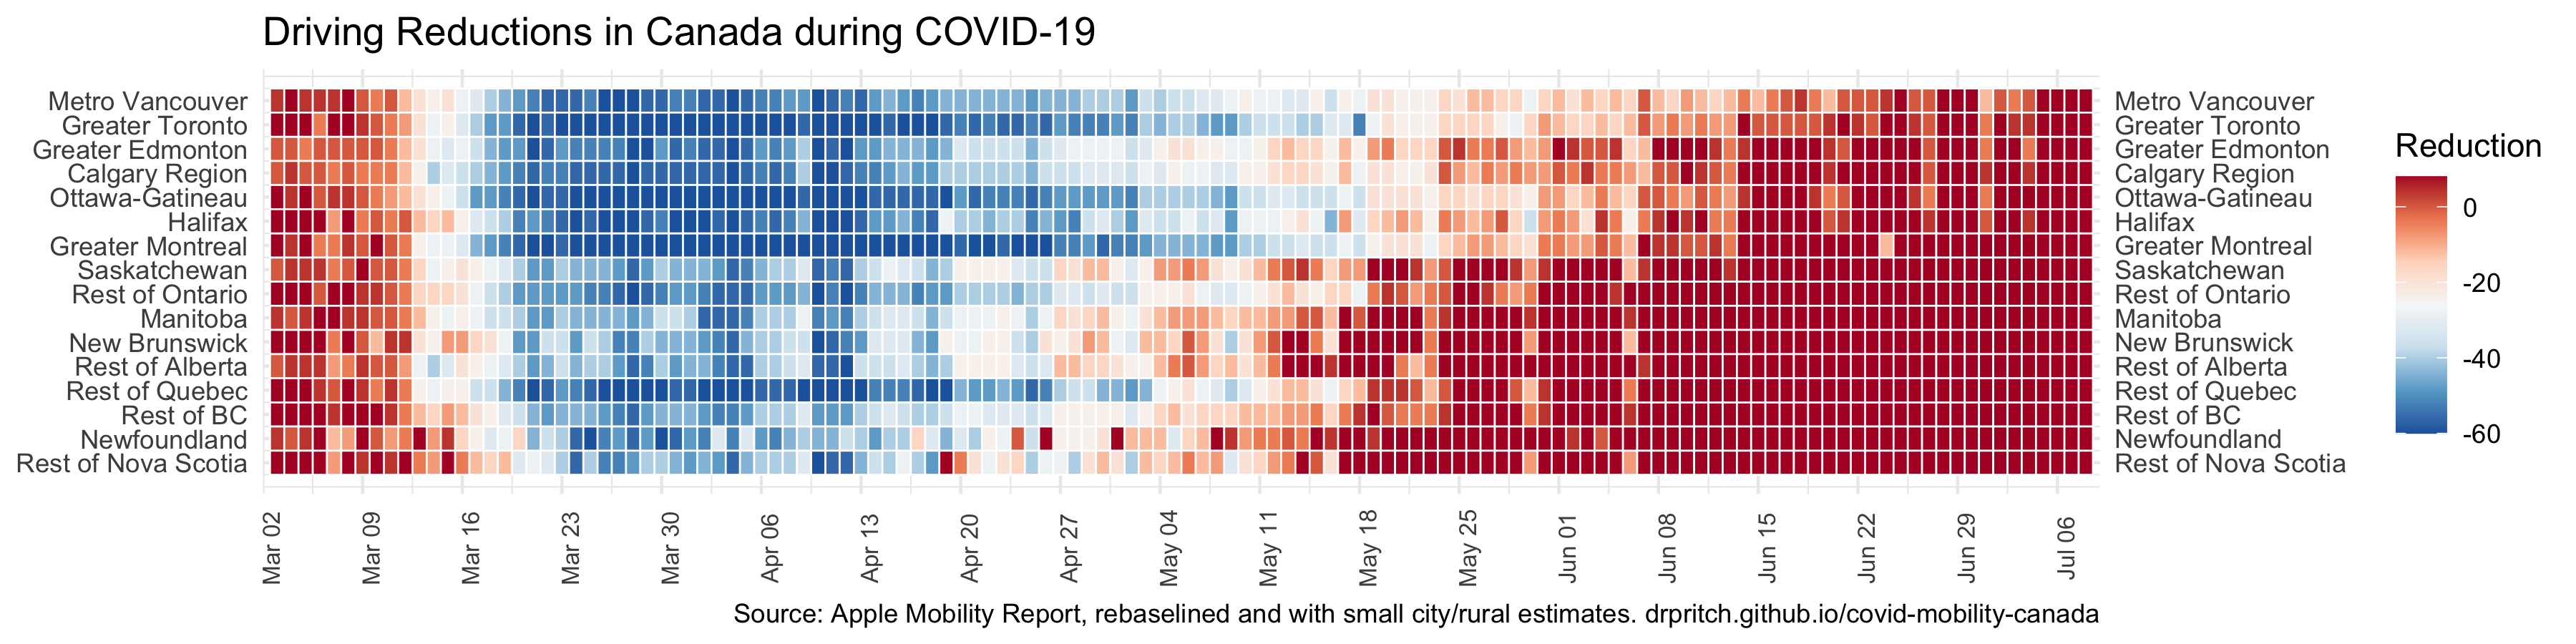 Driving Reductions in Canada during COVID-19
Metro Vancouver
Greater Toronto
Greater Edmonton
Calgary Region
Ottawa-Gatineau
Halifax
Greater Montreal
Saskatchewan
Rest of Ontario
Manitoba
New Brunswick
Rest of Alberta
Rest of Quebec
Rest of BC
Newfoundland
Rest of Nova Scotia
Metro Vancouver
Greater Toronto
Greater Edmonton
Calgary Region
Ottawa-Gatineau
Halifax
Greater Montreal
Saskatchewan
Rest of Ontario
Manitoba
New Brunswick
Rest of Alberta
Rest of Quebec
Rest of BC
Newfoundland
Rest of Nova Scotia
Reduction
0
-20
-40
-60
Mar 02
Mar 09
Mar 16
Mar 23
Mar 30
Apr 06
Apr 13
Apr 20
Apr 27
May 04
May 11
May 18
May 25
Jun 01
Jun 08
Jun 15
Jun 22
Jun 29
Jul 06
Source: Apple Mobility Report, rebaselined and with small city/rural estimates. drpritch.github.io/covid-mobility-canada